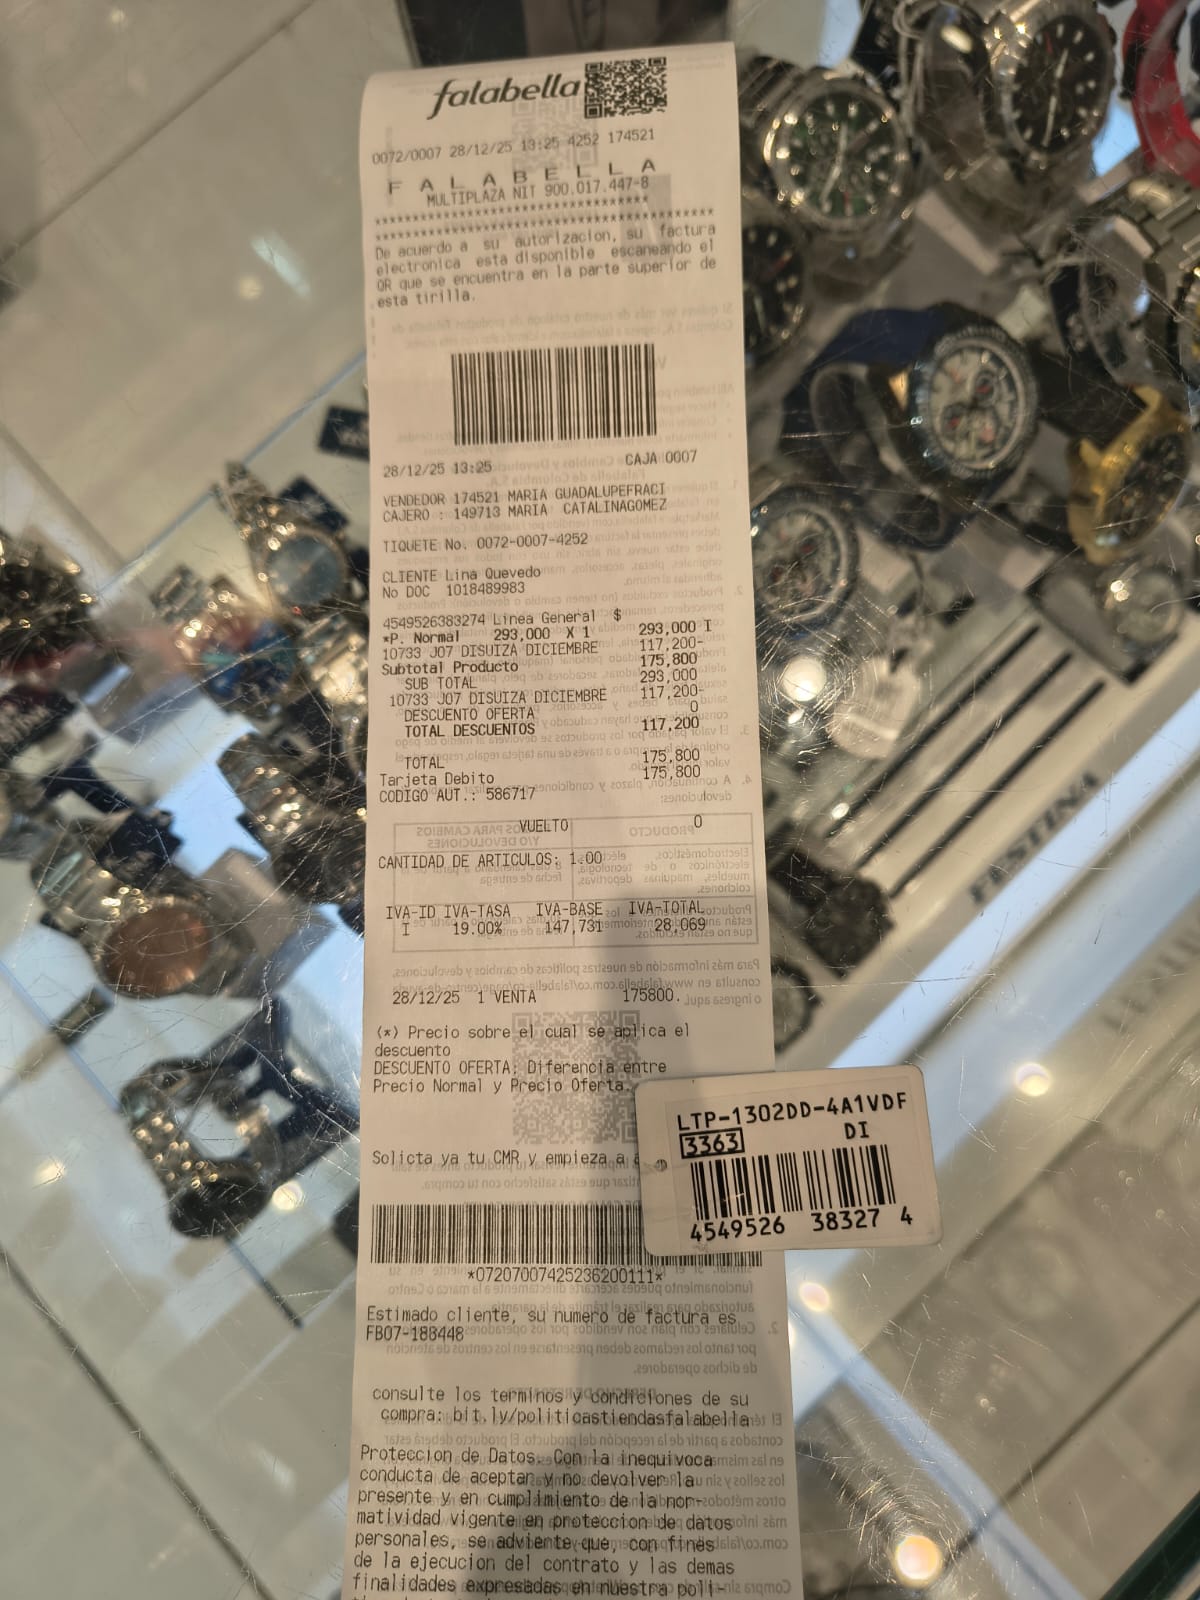 falabella
0072/0007 28/12/25 13:25 4252 174521
F A L A B E L L A
MULTIPLAZA NIT 900.017.447-8
De acuerdo a su autorizacion, su factura
electronica esta disponible escaneando el
QR que se encuentra en la parte superior de
esta tirilla.
28/12/25 13:25 CAJA 0007
VENDEDOR 174521 MARIA GUADALUPEFRACI
CAJERO : 149713 MARIA CATALINAGOMEZ
TIQUETE No. 0072-0007-4252
CLIENTE Lina Quevedo
No DOC 1018489983
4549526383274 Linea General $
*P. Normal 293,000 X 1 293,000 I
10733 J07 DISUIZA DICIEMBRE 117,200-
Subtotal Producto 175,800
SUB TOTAL 293,000
10733 J07 DISUIZA DICIEMBRE 117,200-
DESCUENTO OFERTA 0
TOTAL DESCUENTOS 117,200
TOTAL 175,800
Tarjeta Debito 175,800
CODIGO AUT.: 586717
VUELTO 0
CANTIDAD DE ARTICULOS: 1.00
IVA-ID IVA-TASA IVA-BASE IVA-TOTAL
I 19.00% 147,731 28,069
28/12/25 1 VENTA 175800.
(*) Precio sobre el cual se aplica el
descuento
DESCUENTO OFERTA: Diferencia entre
Precio Normal y Precio Oferta.
Solicta ya tu CMR y empieza a
*07207007425236200111*
Estimado cliente, su numero de factura es
FB07-188448
consulte los terminos y condiciones de su
compra: bit.ly/politicastiendasfalabella
Proteccion de Datos. Con la inequivoca
conducta de aceptar y no devolver la
presente y en cumplimiento de la nor-
matividad vigente en proteccion de datos
personales, se advierte que, con fines
de la ejecucion del contrato y las demas
finalidades expresadas en nuestra poli-
LTP-1302DD-4A1VDF
3363 DI
4549526 38327 4
FESTINA